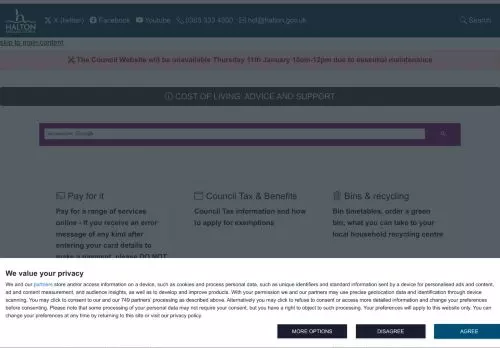 HALTON
X (twitter) Facebook Youtube 0303 333 4300 hdl@halton.gov.uk Search
skip to main content
The Council Website will be unavailable Thursday 11th January 10am-12pm due to essential maintenance
COST OF LIVING: ADVICE AND SUPPORT
Google
Pay for it
Pay for a range of services
online - If you receive an error
message of any kind after
entering your card details to
make a payment, please DO NOT
Council Tax & Benefits
Council Tax information and how
to apply for exemptions
Bins & recycling
Bin timetables, order a green
bin, what you can take to your
local household recycling centre
We value your privacy
We and our partners store and/or access information on a device, such as cookies and process personal data, such as unique identifiers and standard information sent by a device for personalised ads and content,
ad and content measurement, and audience insights, as well as to develop and improve products. With your permission we and our partners may use precise geolocation data and identification through device
scanning. You may click to consent to our and our 749 partners' processing as described above. Alternatively you may click to refuse to consent or access more detailed information and change your preferences
before consenting. Please note that some processing of your personal data may not require your consent, but you have a right to object to such processing. Your preferences will apply to this website only. You can
change your preferences at any time by returning to this site or visit our privacy policy.
MORE OPTIONS DISAGREE AGREE